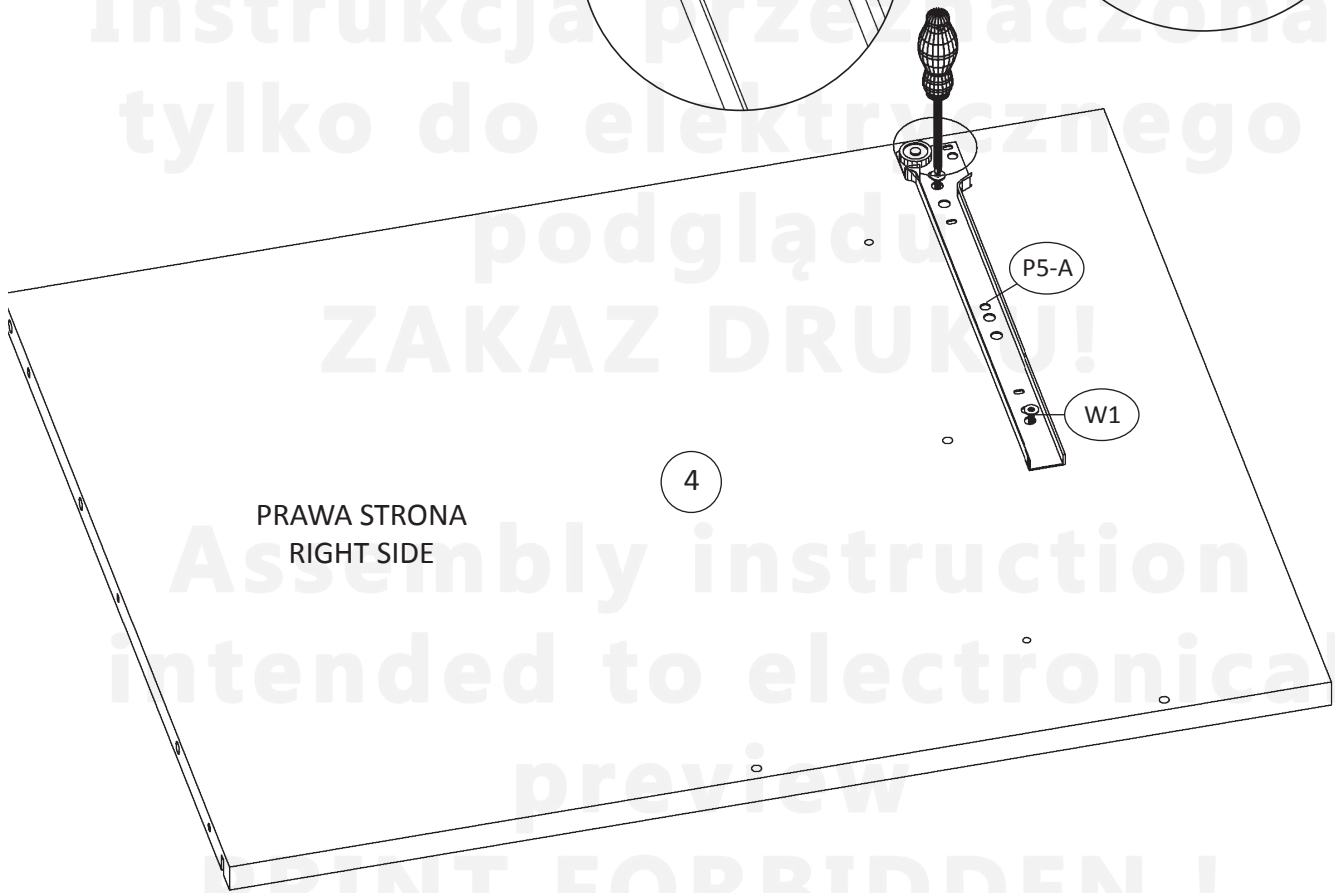 Instrukcja przeznaczona
tylko do elektrycznego
podglądu
ZAKAZ DRUKU!
P5-A
W1
4
PRAWA STRONA
RIGHT SIDE
Assembly instruction
intended to electronical
preview
PRINT FORBIDDEN !